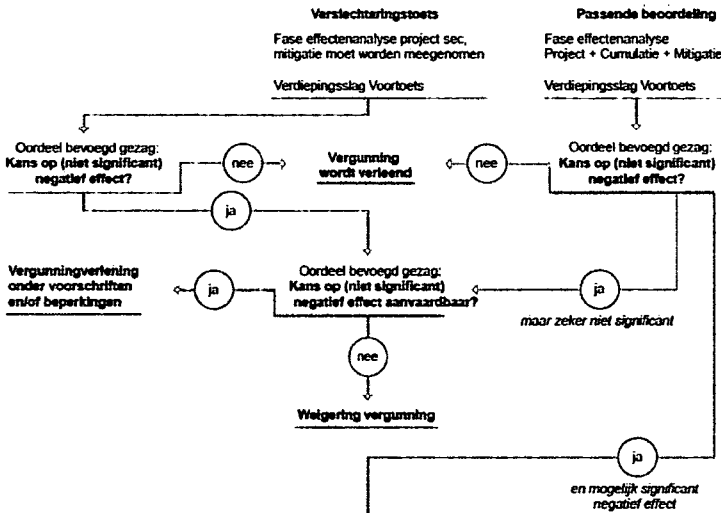 Verslechteringstoets
Fase effectenanalyse project sec,
mitigatie moet worden meegenomen
Verdiepingsslag Voortoets
Passende beoordeling
Fase effectenanalyse
Project + Cumulatie + Mitigatie
Verdiepingsslag Voortoets
Oordeel bevoegd gezag:
Kans op (niet significant)
negatief effect?
nee
Vergunning
wordt verleend
nee
Oordeel bevoegd gezag:
Kans op (niet significant)
negatief effect?
ja
Vergunningverlening
onder voorschriften
en/of beperkingen
ja
Oordeel bevoegd gezag:
Kans op (niet significant)
negatief effect aanvaardbaar?
ja
maar zeker niet significant
nee
Weigering vergunning
ja
en mogelijk significant
negatief effect